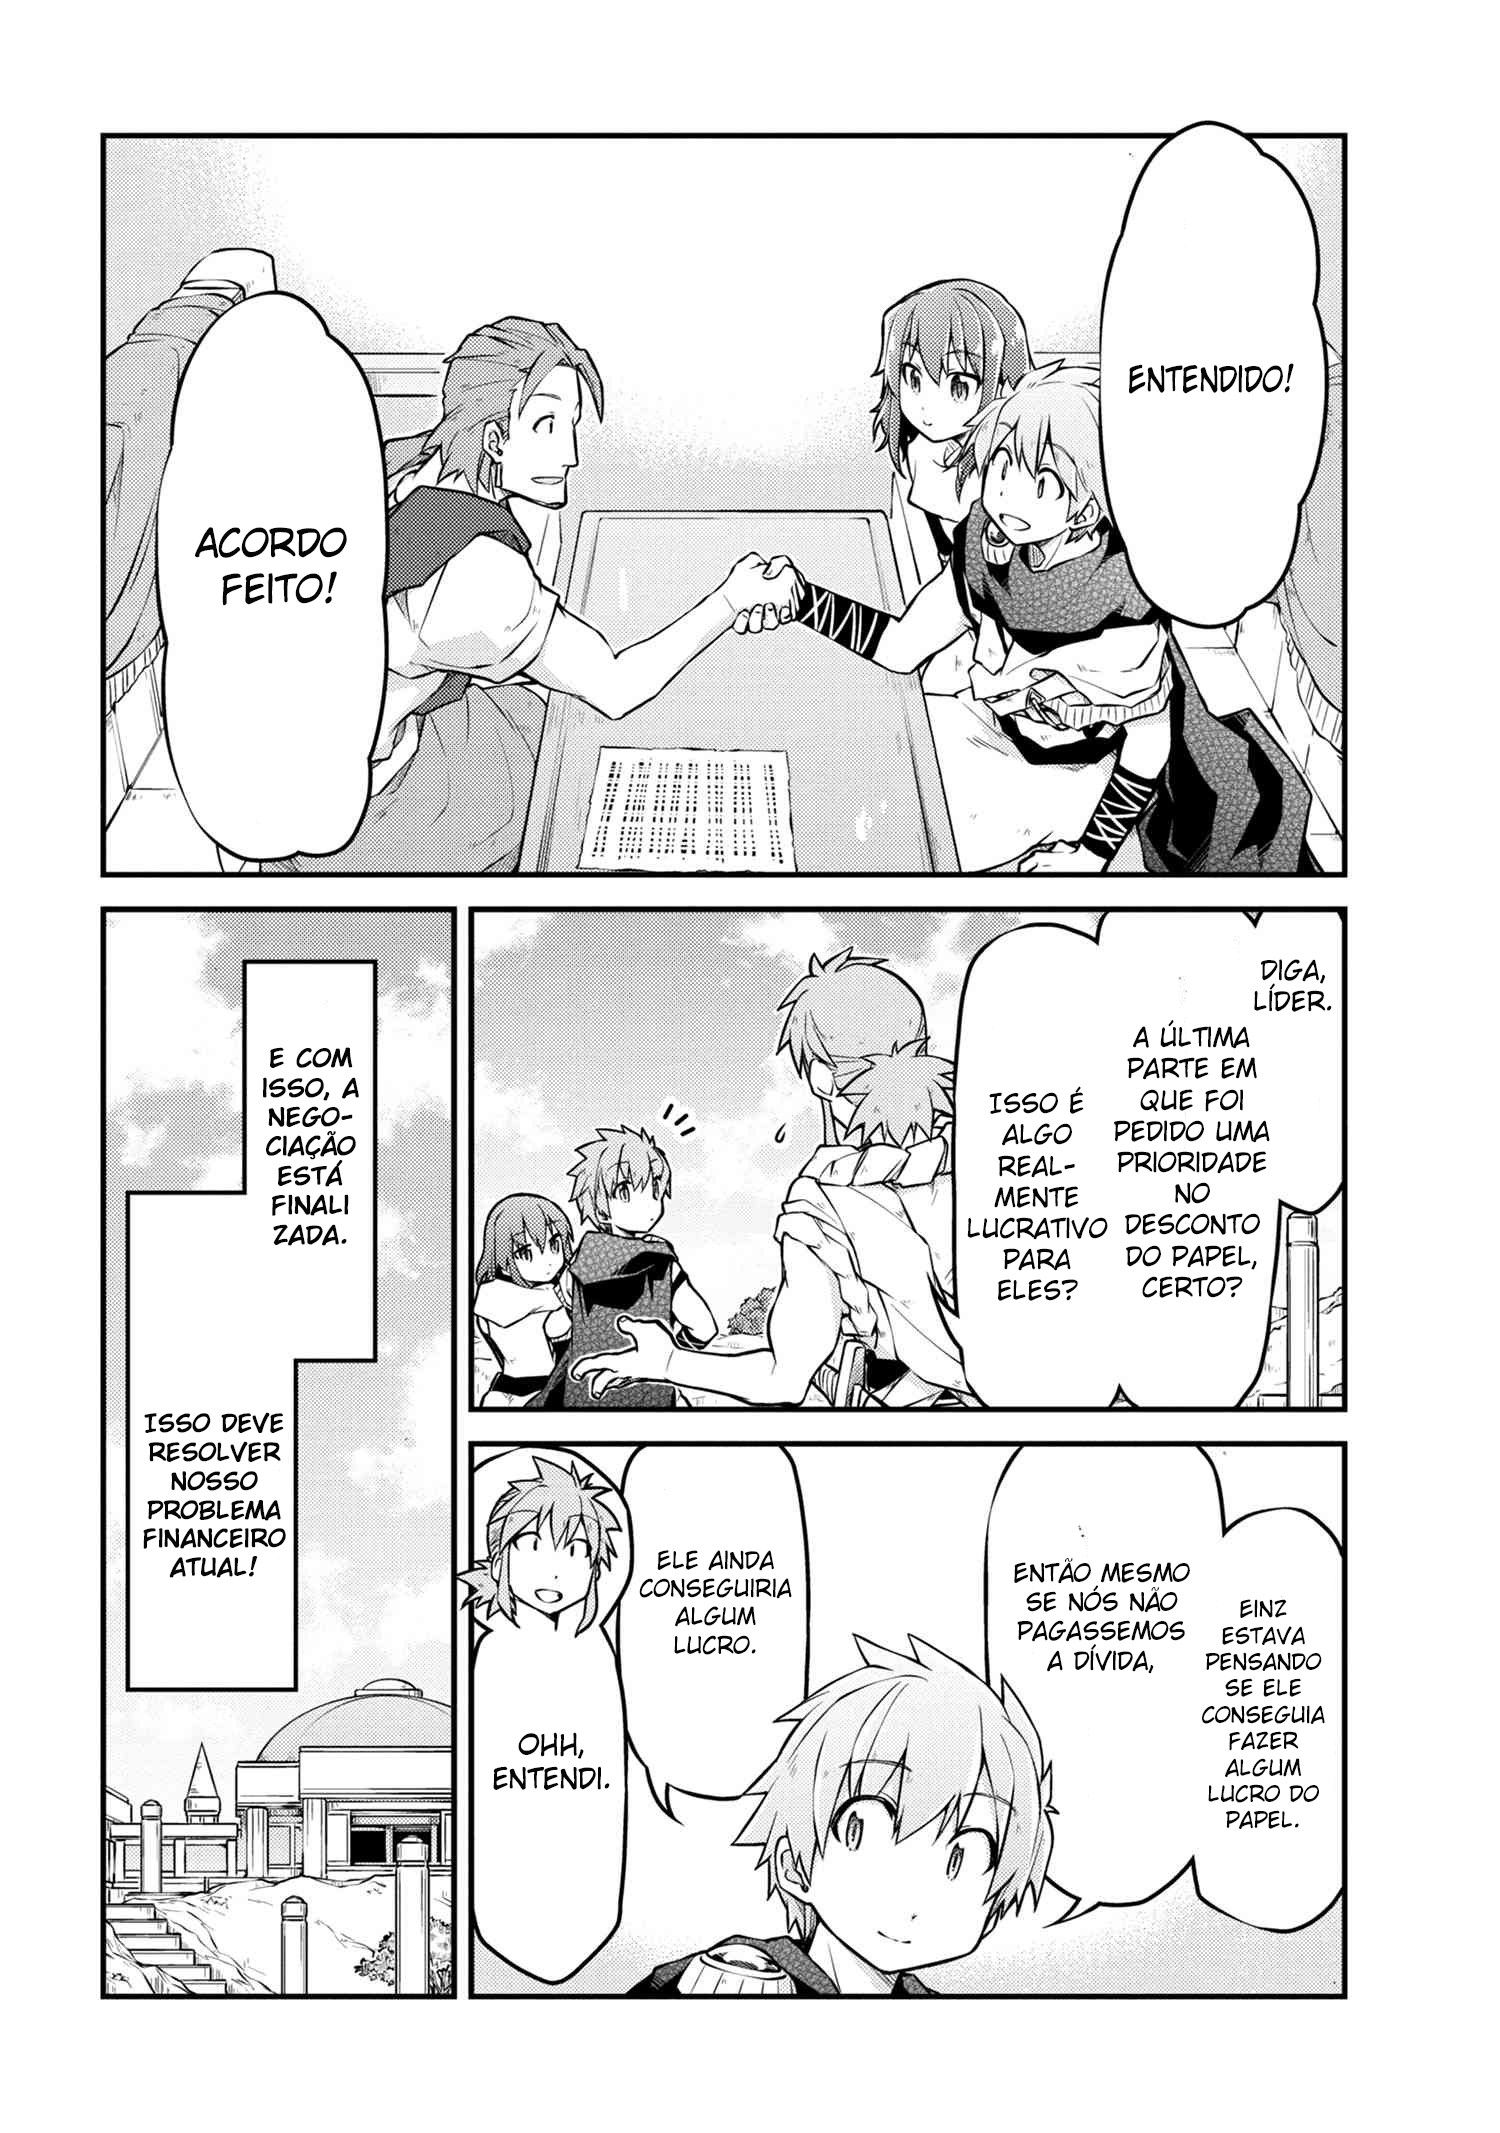 ENTENDIDO!
ACORDO
FEITO!
DIGA,
LÍDER.
A ÚLTIMA
PARTE EM
QUE FOI
PEDIDO UMA
PRIORIDADE
NO
DESCONTO
DO PAPEL,
CERTO?
ISSO É
ALGO
REAL-
MENTE
LUCRATIVO
PARA
ELES?
EINZ
ESTAVA
PENSANDO
SE ELE
CONSEGUIA
FAZER
ALGUM
LUCRO DO
PAPEL.
ENTÃO MESMO
SE NÓS NÃO
PAGASSEMOS
A DÍVIDA,
ELE AINDA
CONSEGUIRIA
ALGUM
LUCRO.
OHH,
ENTENDI.
E COM
ISSO, A
NEGO-
CIAÇÃO
ESTÁ
FINALI
ZADA.
ISSO DEVE
RESOLVER
NOSSO
PROBLEMA
FINANCEIRO
ATUAL!